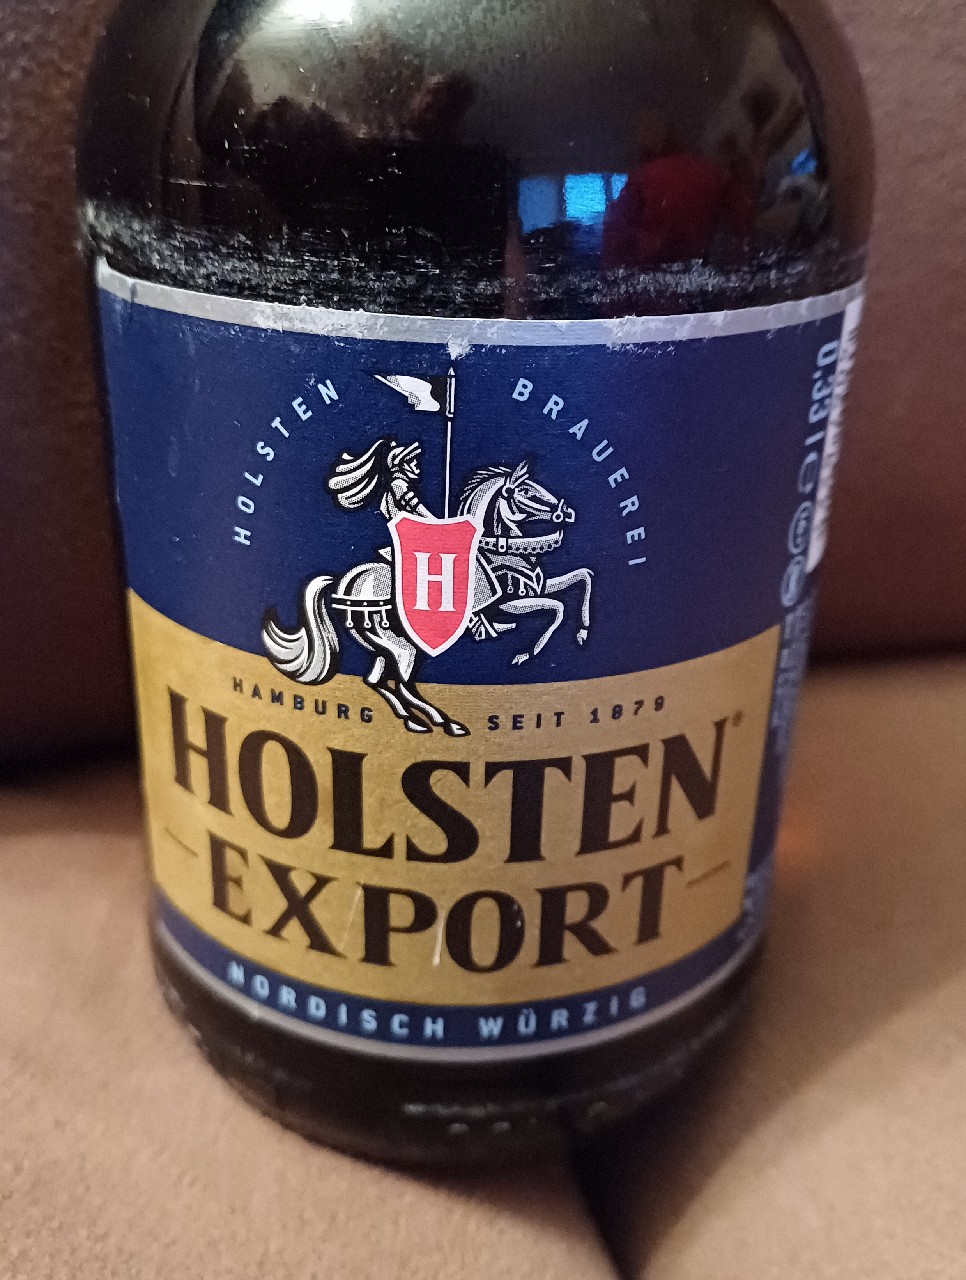 HOLSTEN BRAUEREI
H
HAMBURG SEIT 1879
HOLSTEN®
EXPORT
NORDISCH WÜRZIG
0,33 l e